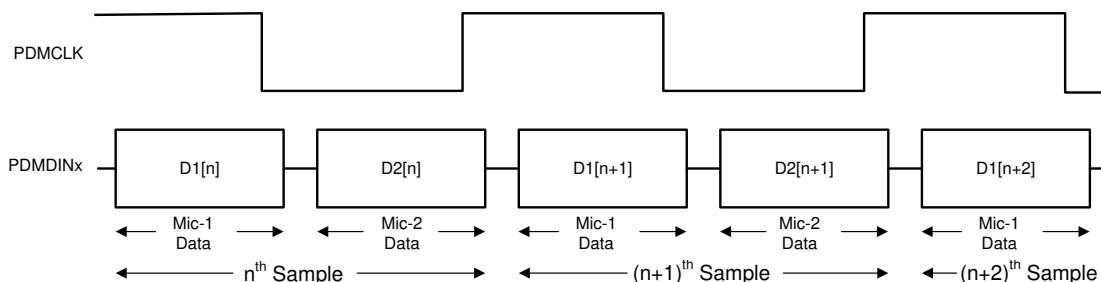 PDMCLK
PDMDINx
D1[n]
D2[n]
D1[n+1]
D2[n+1]
D1[n+2]
Mic-1
Data
Mic-2
Data
Mic-1
Data
Mic-2
Data
Mic-1
Data
nth Sample
(n+1)th Sample
(n+2)th Sample